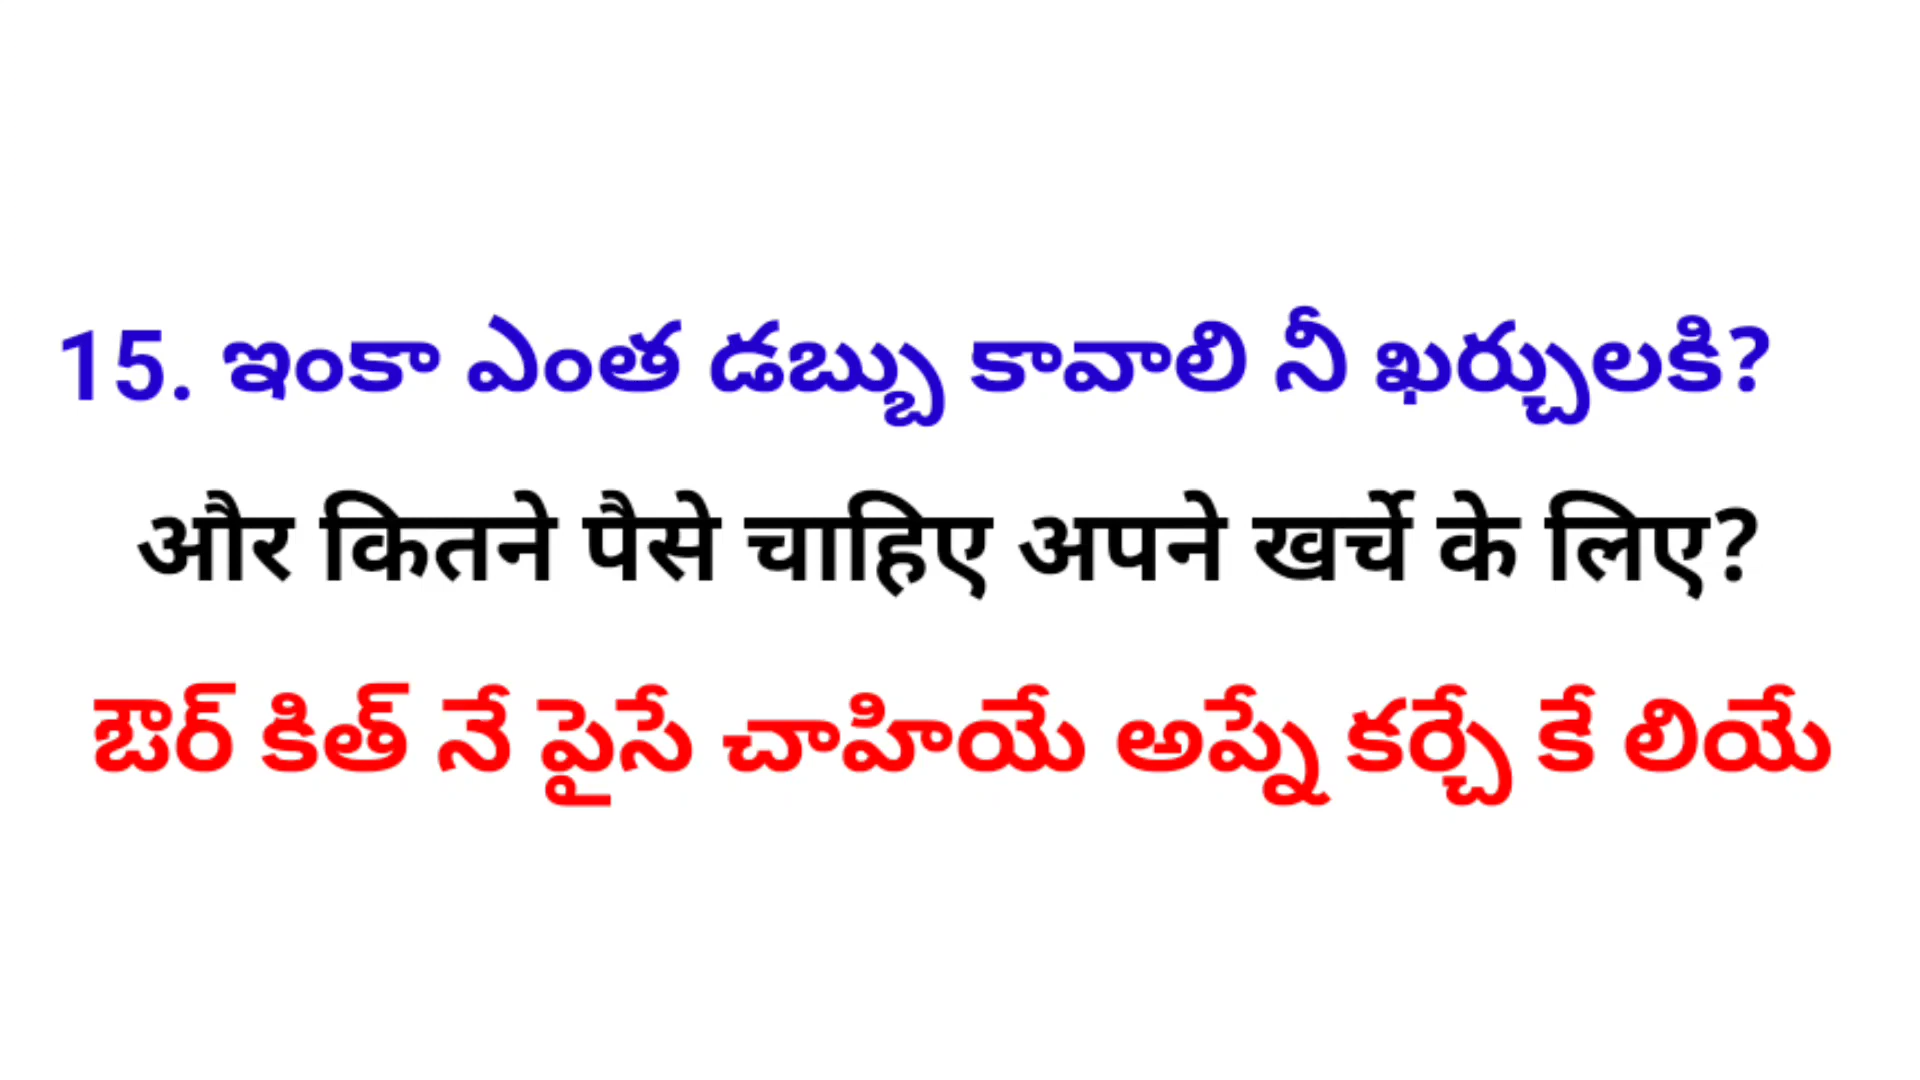 15. ఇంకా ఎంత డబ్బు కావాలి నీ ఖర్చులకి?
और कितने पैसे चाहिए अपने खर्चे के लिए?
ఔర్ కిత్ నే పైసే చాహియే అప్నే కర్చే కే లియే